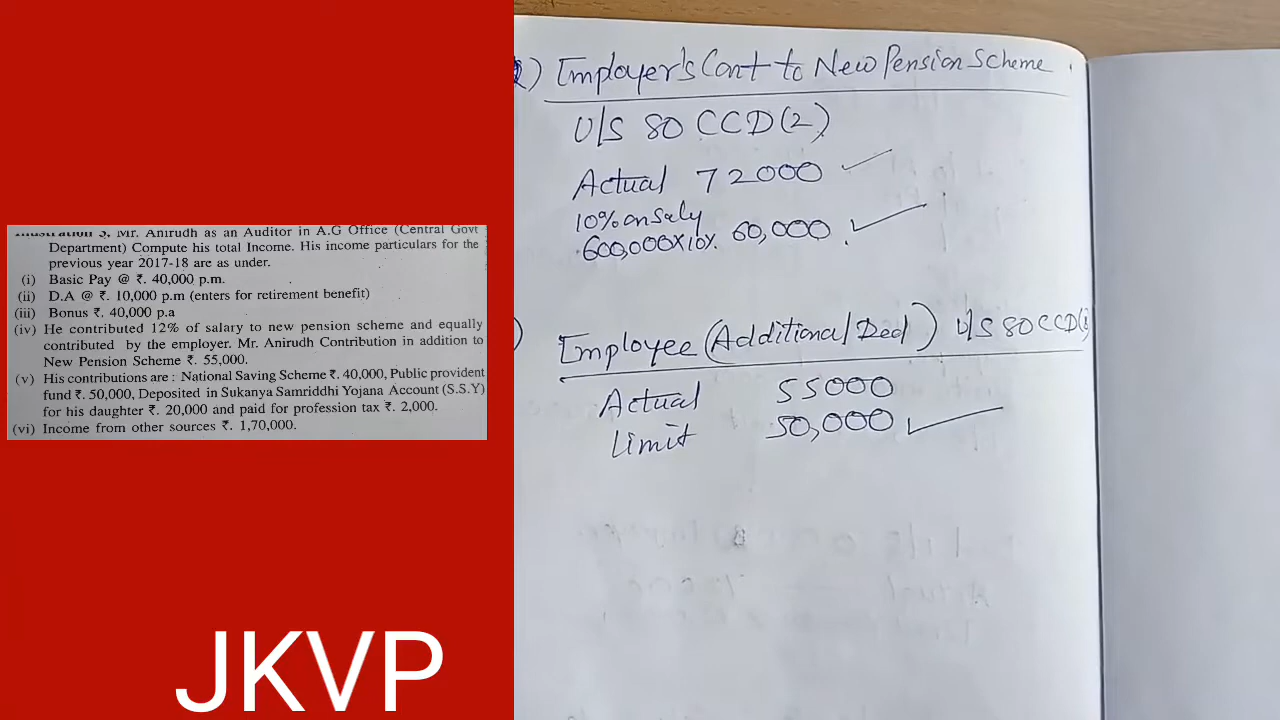 Illustration 5, Mr. Anirudh as an Auditor in A.G Office (Central Govt
Department) Compute his total Income. His income particulars for the
previous year 2017-18 are as under.
(i) Basic Pay @ ₹. 40,000 p.m.
(ii) D.A @ ₹. 10,000 p.m (enters for retirement benefit)
(iii) Bonus ₹. 40,000 p.a
(iv) He contributed 12% of salary to new pension scheme and equally
contributed by the employer. Mr. Anirudh Contribution in addition to
New Pension Scheme ₹. 55,000.
(v) His contributions are : National Saving Scheme ₹. 40,000, Public provident
fund ₹. 50,000, Deposited in Sukanya Samriddhi Yojana Account (S.S.Y)
for his daughter ₹. 20,000 and paid for profession tax ₹. 2,000.
(vi) Income from other sources ₹. 1,70,000.
JKVP
) Employer's Cont to New Pension Scheme
U/S 80 CCD(2)
Actual 72000
10% on Saly
600,000X10%. 60,000
) Employee (Additional Ded) U/S 80 CCD(
Actual 55000
limit 50,000